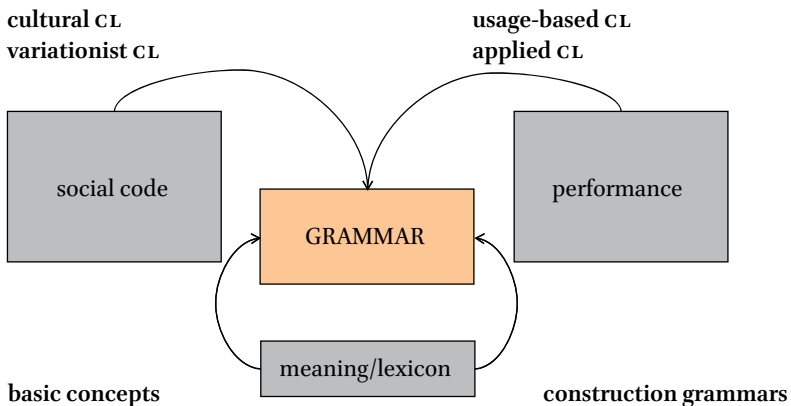 cultural CL
variationist CL
usage-based CL
applied CL
social code
performance
GRAMMAR
meaning/lexicon
basic concepts
construction grammars